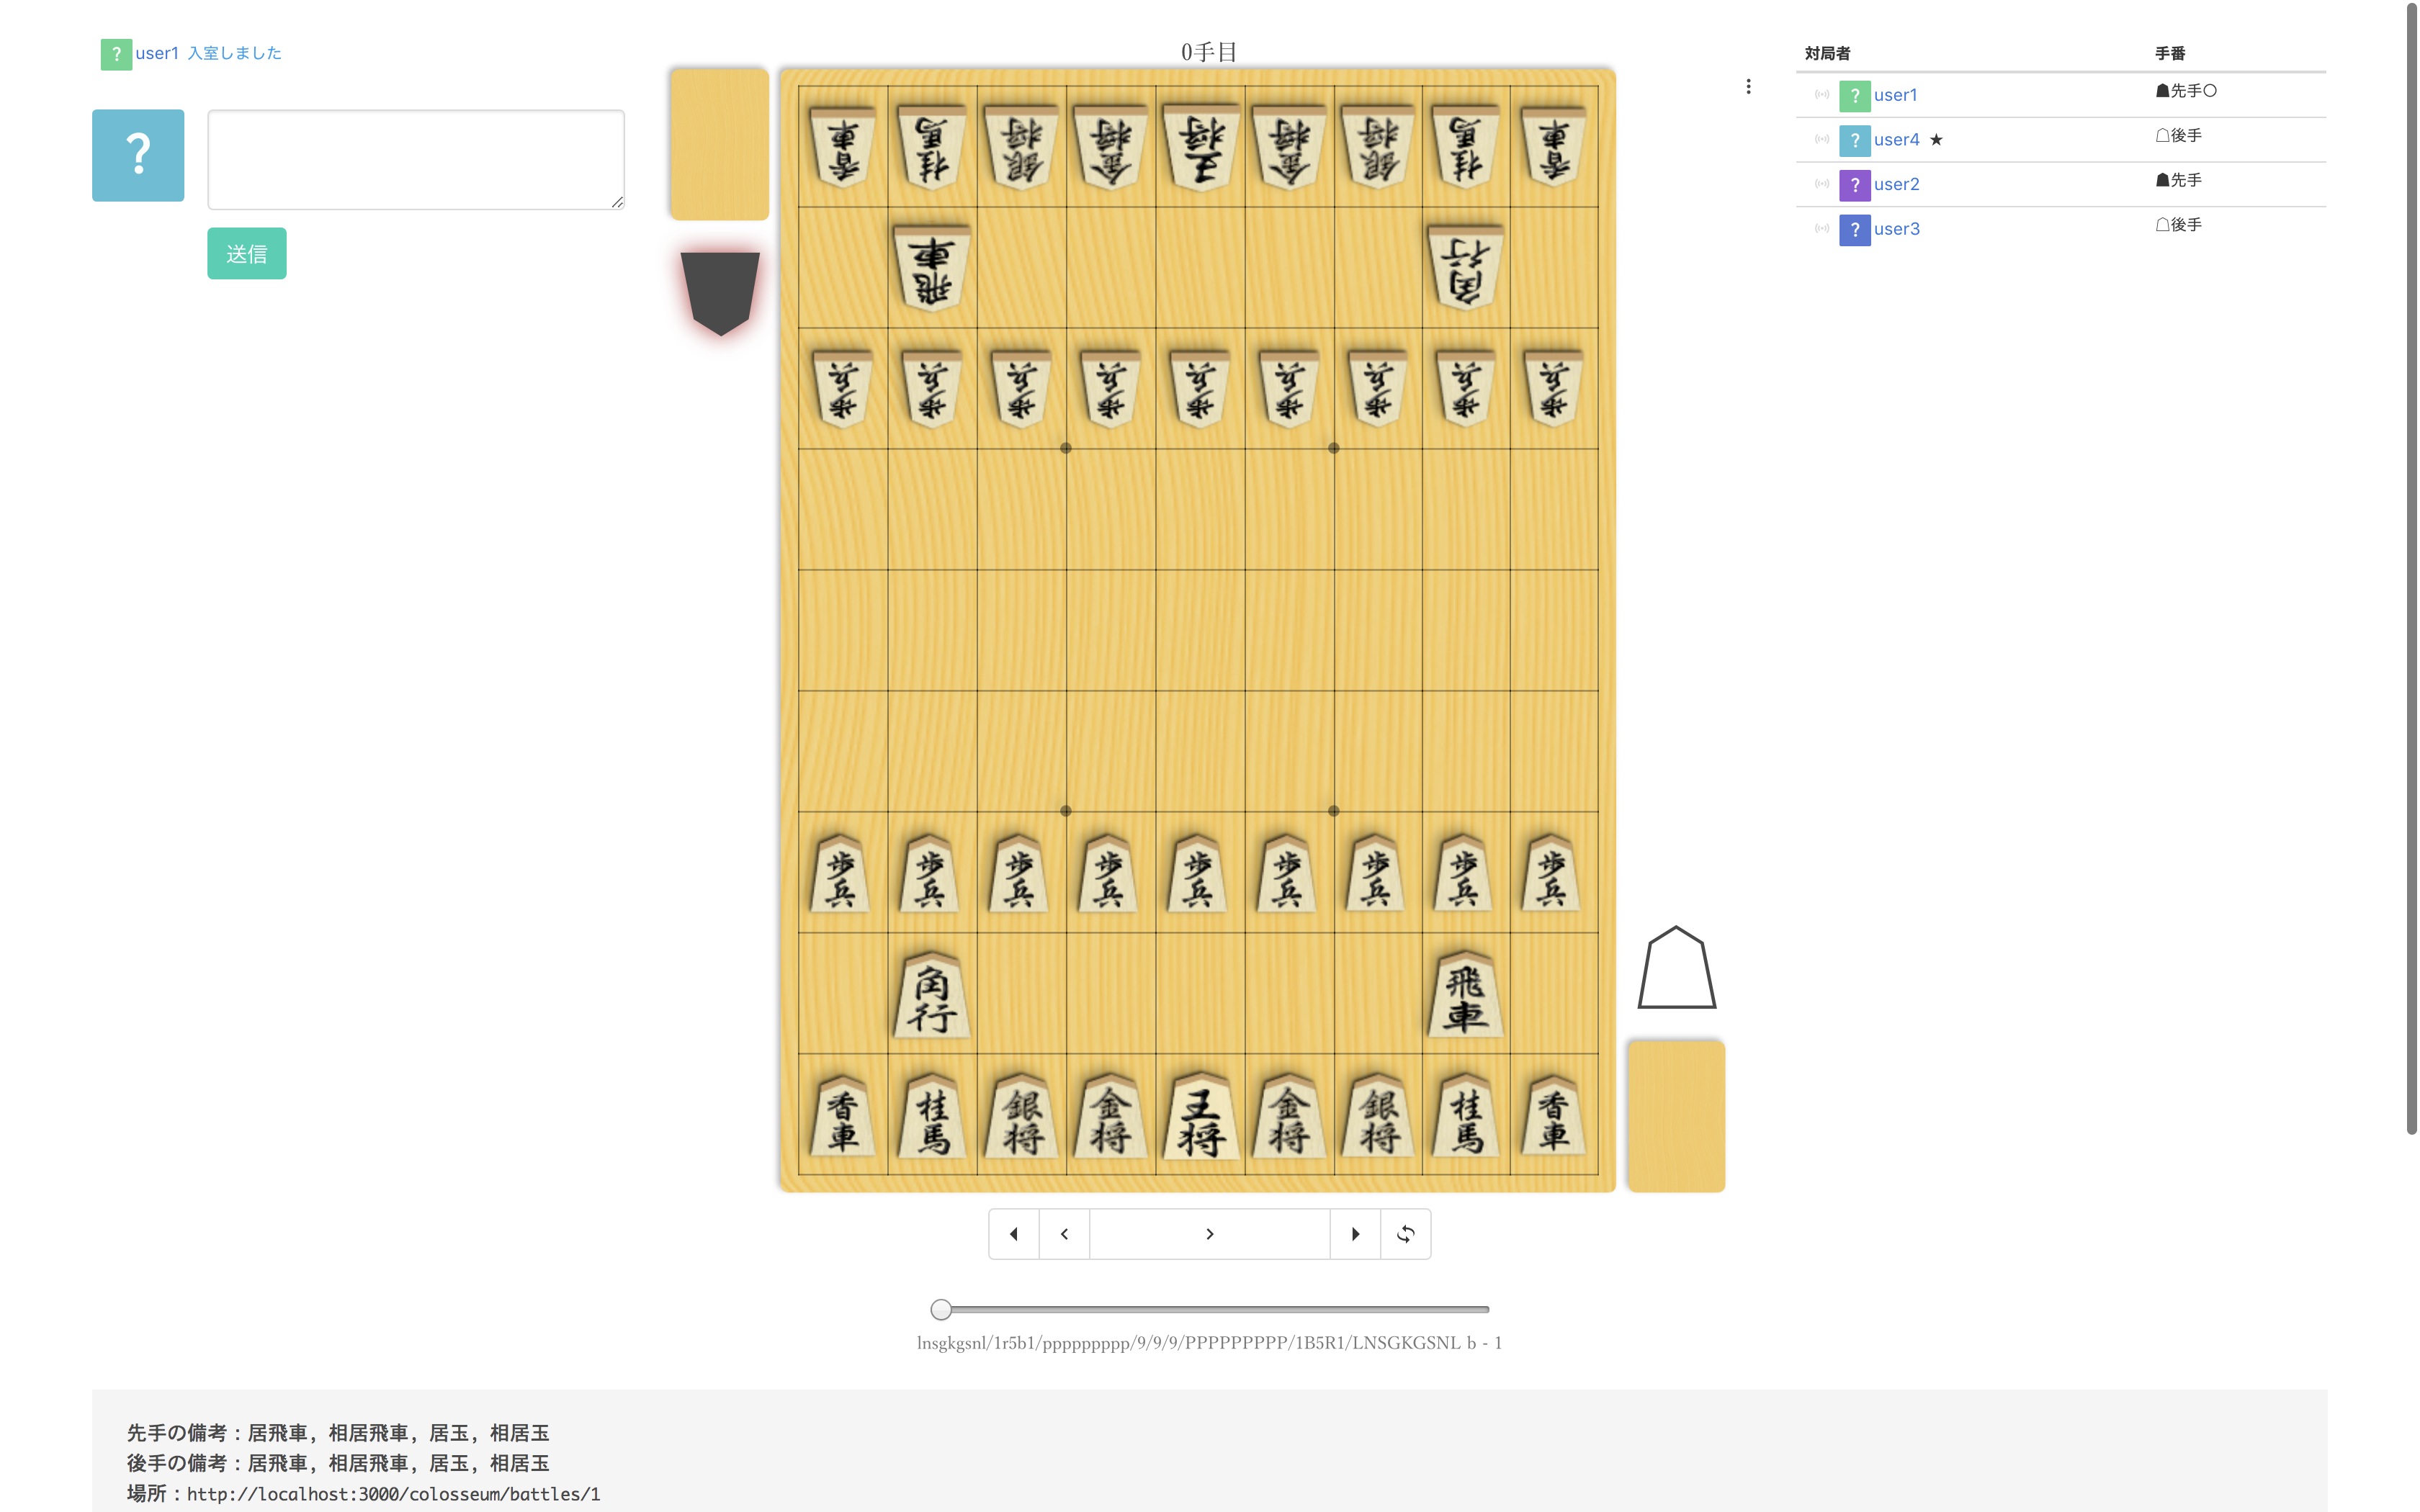 ? user1 入室しました
?
送信
0手目
香車 桂馬 銀将 金将 王将 金将 銀将 桂馬 香車
飛車 角行
歩兵 歩兵 歩兵 歩兵 歩兵 歩兵 歩兵 歩兵 歩兵
歩兵 歩兵 歩兵 歩兵 歩兵 歩兵 歩兵 歩兵 歩兵
角行 飛車
香車 桂馬 銀将 金将 王将 金将 銀将 桂馬 香車
lnsgkgsnl/1r5b1/ppppppppp/9/9/9/PPPPPPPPP/1B5R1/LNSGKGSNL b - 1
対局者 手番
? user1 ☗先手○
? user4 ★ ☖後手
? user2 ☗先手
? user3 ☖後手
先手の備考：居飛車，相居飛車，居玉，相居玉
後手の備考：居飛車，相居飛車，居玉，相居玉
場所：http://localhost:3000/colosseum/battles/1